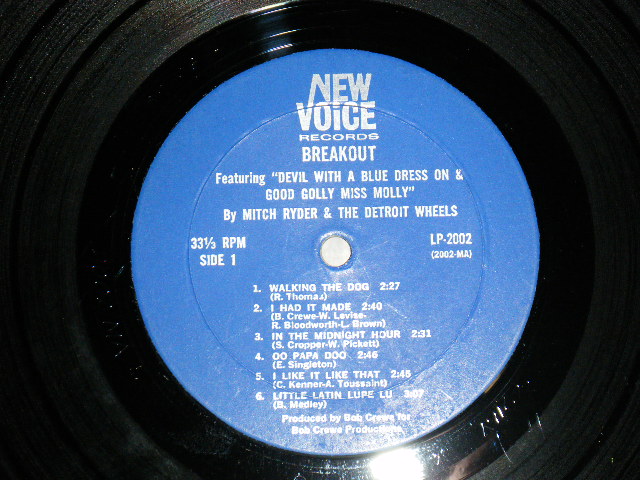 NEW
VOICE
RECORDS
BREAKOUT
Featuring "DEVIL WITH A BLUE DRESS ON &
GOOD GOLLY MISS MOLLY"
By MITCH RYDER & THE DETROIT WHEELS
33⅓ RPM LP-2002
SIDE 1 (2002-MA)
1. WALKING THE DOG 2:27
(R. Thomas)
2. I HAD IT MADE 2:40
(B. Crewe-W. Levise-
R. Bloodworth-L. Brown)
3. IN THE MIDNIGHT HOUR 2:31
(S. Cropper-W. Pickett)
4. OO PAPA DOO 2:46
(E. Singleton)
5. I LIKE IT LIKE THAT 2:45
(C. Kenner-A. Toussaint)
6. LITTLE LATIN LUPE LU 3:07
(B. Medley)
Produced by Bob Crewe for
Bob Crewe Productions